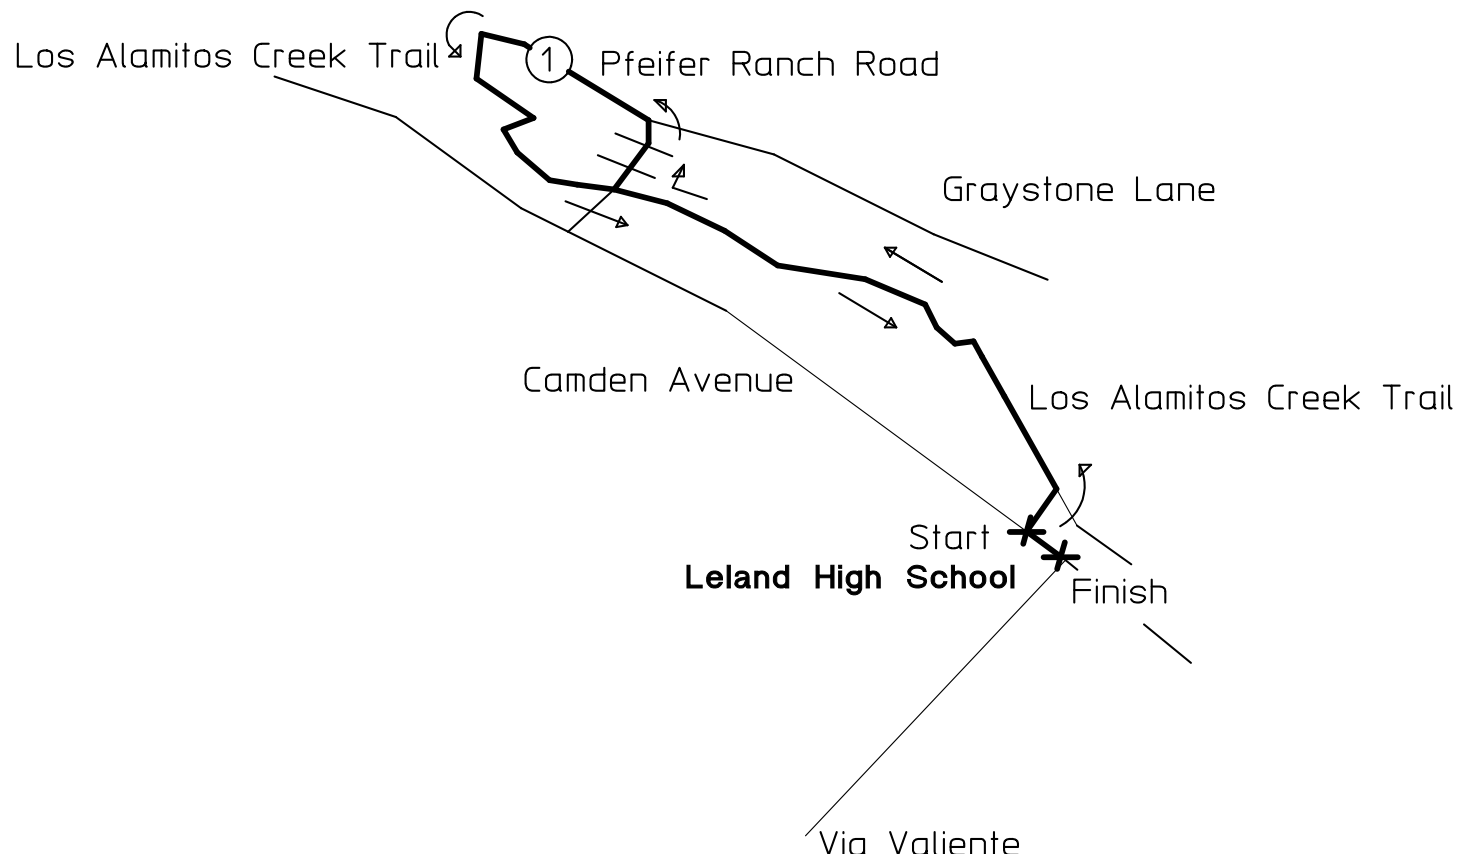 Los Alamitos Creek Trail
1
Pfeifer Ranch Road
Graystone Lane
Camden Avenue
Los Alamitos Creek Trail
Start
Leland High School
Finish
Via Valiente